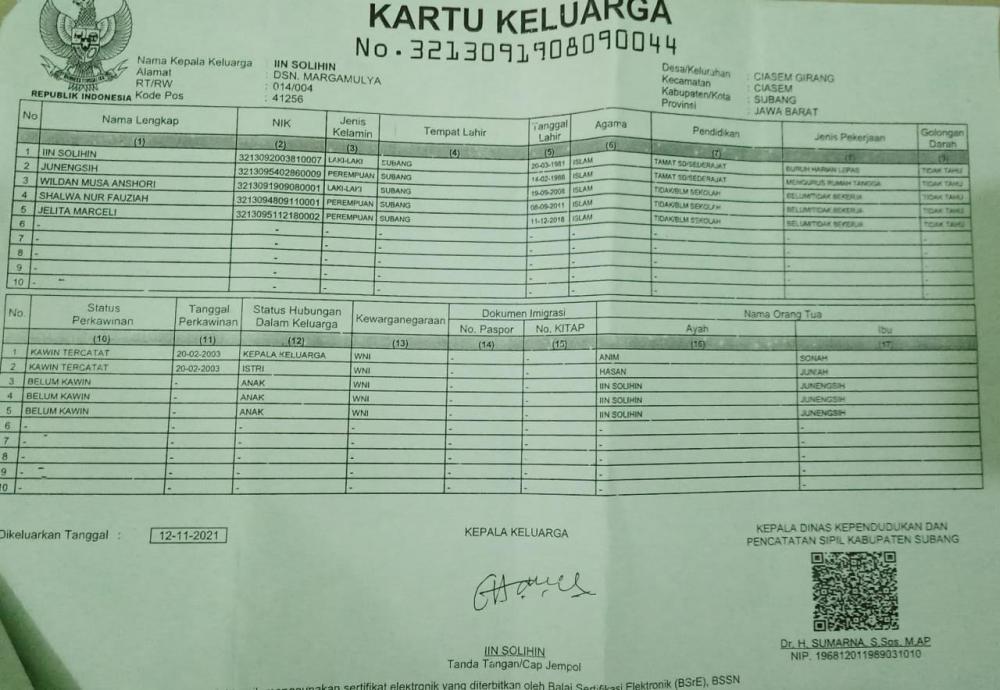 KARTU KELUARGA
No. 3213091908090044
REPUBLIK INDONESIA
Nama Kepala Keluarga : IIN SOLIHIN
Alamat : DSN. MARGAMULYA
RT/RW : 014/004
Kode Pos : 41256
Desa/Kelurahan : CIASEM GIRANG
Kecamatan : CIASEM
Kabupaten/Kota : SUBANG
Provinsi : JAWA BARAT
No Nama Lengkap NIK Jenis Kelamin Tempat Lahir Tanggal Lahir Agama Pendidikan Jenis Pekerjaan Golongan Darah
(1) (2) (3) (4) (5) (6) (7) (8) (9)
1 IIN SOLIHIN 3213092003810007 LAKI-LAKI SUBANG 20-03-1981 ISLAM TAMAT SD/SEDERAJAT BURUH HARIAN LEPAS TIDAK TAHU
2 JUNENGSIH 3213095402860009 PEREMPUAN SUBANG 14-02-1986 ISLAM TAMAT SD/SEDERAJAT MENGURUS RUMAH TANGGA TIDAK TAHU
3 WILDAN MUSA ANSHORI 3213091909080001 LAKI-LAKI SUBANG 19-09-2008 ISLAM TIDAK/BLM SEKOLAH BELUM/TIDAK BEKERJA TIDAK TAHU
4 SHALWA NUR FAUZIAH 3213094809110001 PEREMPUAN SUBANG 08-09-2011 ISLAM TIDAK/BLM SEKOLAH BELUM/TIDAK BEKERJA TIDAK TAHU
5 JELITA MARCELI 3213095112180002 PEREMPUAN SUBANG 11-12-2018 ISLAM TIDAK/BLM SEKOLAH BELUM/TIDAK BEKERJA TIDAK TAHU
6 - - - - - - - - -
7 - - - - - - - - -
8 - - - - - - - - -
9 - - - - - - - - -
10 - - - - - - - - -
No. Status Perkawinan Tanggal Perkawinan Status Hubungan Dalam Keluarga Kewarganegaraan Dokumen Imigrasi Nama Orang Tua
No. Paspor No. KITAP Ayah Ibu
(10) (11) (12) (13) (14) (15) (16) (17)
1 KAWIN TERCATAT 20-02-2003 KEPALA KELUARGA WNI - - ANIM SONAH
2 KAWIN TERCATAT 20-02-2003 ISTRI WNI - - HASAN JUNIAH
3 BELUM KAWIN - ANAK WNI - - IIN SOLIHIN JUNENGSIH
4 BELUM KAWIN - ANAK WNI - - IIN SOLIHIN JUNENGSIH
5 BELUM KAWIN - ANAK WNI - - IIN SOLIHIN JUNENGSIH
6 - - - - - - - -
7 - - - - - - - -
8 - - - - - - - -
9 - - - - - - - -
10 - - - - - - - -
Dikeluarkan Tanggal : 12-11-2021
KEPALA KELUARGA
IIN SOLIHIN
Tanda Tangan/Cap Jempol
KEPALA DINAS KEPENDUDUKAN DAN
PENCATATAN SIPIL KABUPATEN SUBANG
Dr. H. SUMARNA, S.Sos, M.AP
NIP. 196812011989031010
menggunakan sertifikat elektronik yang diterbitkan oleh Balai Sertifikasi Elektronik (BSrE), BSSN